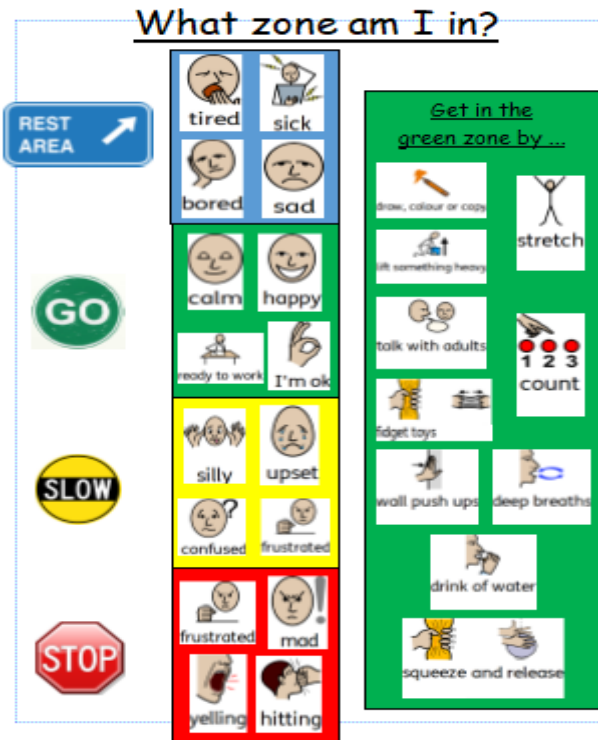 What zone am I in?
REST
AREA
tired sick
bored sad
GO
calm happy
ready to work I'm ok
SLOW
silly upset
?
confused frustrated
STOP
!
frustrated mad
yelling hitting
Get in the
green zone by ...
draw, colour or copy
stretch
lift something heavy
talk with adults
1 2 3
count
fidget toys
wall push ups deep breaths
drink of water
squeeze and release